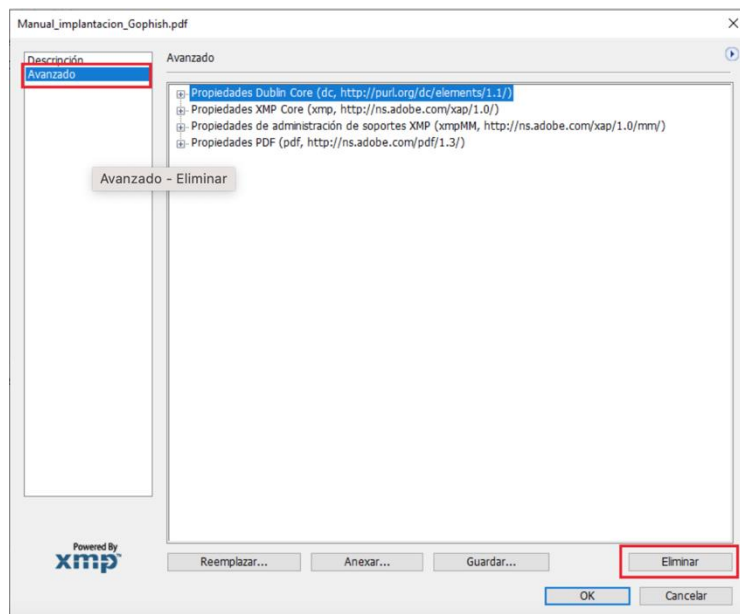 Manual_implantacion_Gophish.pdf
Descripción
Avanzado
Avanzado
Propiedades Dublin Core (dc, http://purl.org/dc/elements/1.1/)
Propiedades XMP Core (xmp, http://ns.adobe.com/xap/1.0/)
Propiedades de administración de soportes XMP (xmpMM, http://ns.adobe.com/xap/1.0/mm/)
Propiedades PDF (pdf, http://ns.adobe.com/pdf/1.3/)
Avanzado - Eliminar
Powered By
xmp
Reemplazar... Anexar... Guardar... Eliminar
OK Cancelar